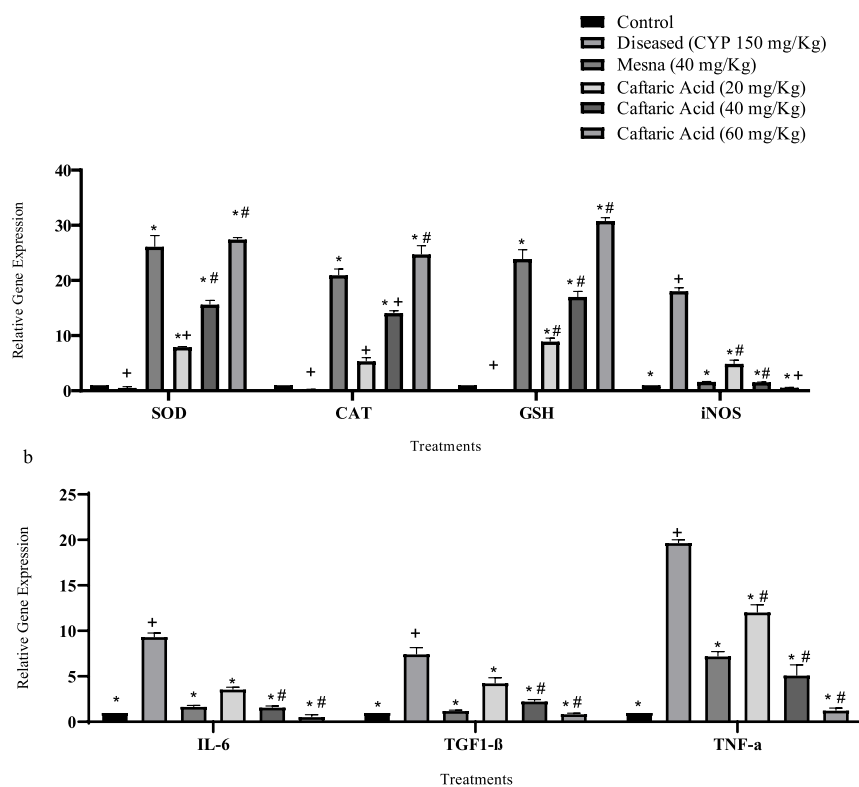 Control
Diseased (CYP 150 mg/Kg)
Mesna (40 mg/Kg)
Caftaric Acid (20 mg/Kg)
Caftaric Acid (40 mg/Kg)
Caftaric Acid (60 mg/Kg)
Relative Gene Expression
40
30
20
10
0
+ * *+ *# *#
+ * + *+ *#
+ * *# *# *#
* + * *# *# *+
SOD CAT GSH iNOS
Treatments
b
Relative Gene Expression
25
20
15
10
5
0
* + * * *# *#
* + * * *# *#
* + * *# *# *#
IL-6 TGF1-ß TNF-a
Treatments